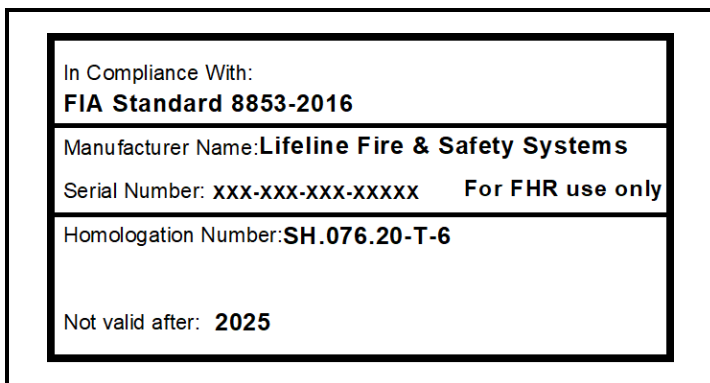 In Compliance With:
FIA Standard 8853-2016
Manufacturer Name:Lifeline Fire & Safety Systems
Serial Number: xxx-xxx-xxx-xxxxx For FHR use only
Homologation Number:SH.076.20-T-6
Not valid after: 2025